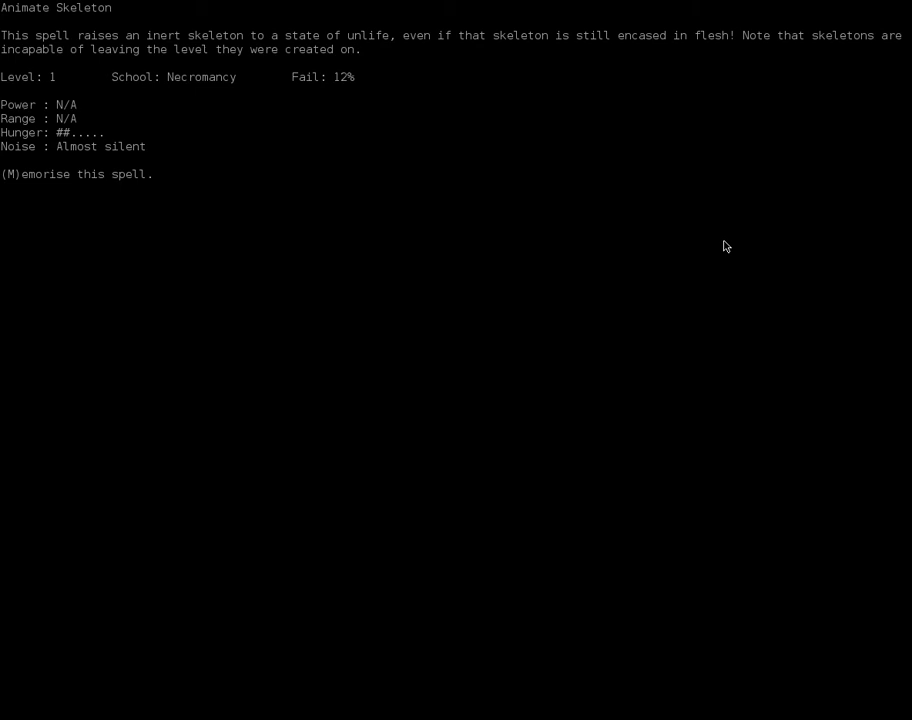 Animate Skeleton
This spell raises an inert skeleton to a state of unlife, even if that skeleton is still encased in flesh! Note that skeletons are
incapable of leaving the level they were created on.
Level: 1 School: Necromancy Fail: 12%
Power : N/A
Range : N/A
Hunger: ##.....
Noise : Almost silent
(M)emorise this spell.